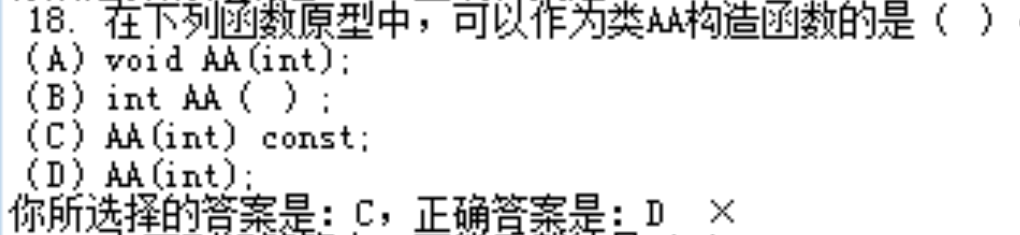 18. 在下列函数原型中，可以作为类AA构造函数的是（ ）
(A) void AA(int);
(B) int AA ( ) ;
(C) AA(int) const;
(D) AA(int);
你所选择的答案是: C，正确答案是: D ×